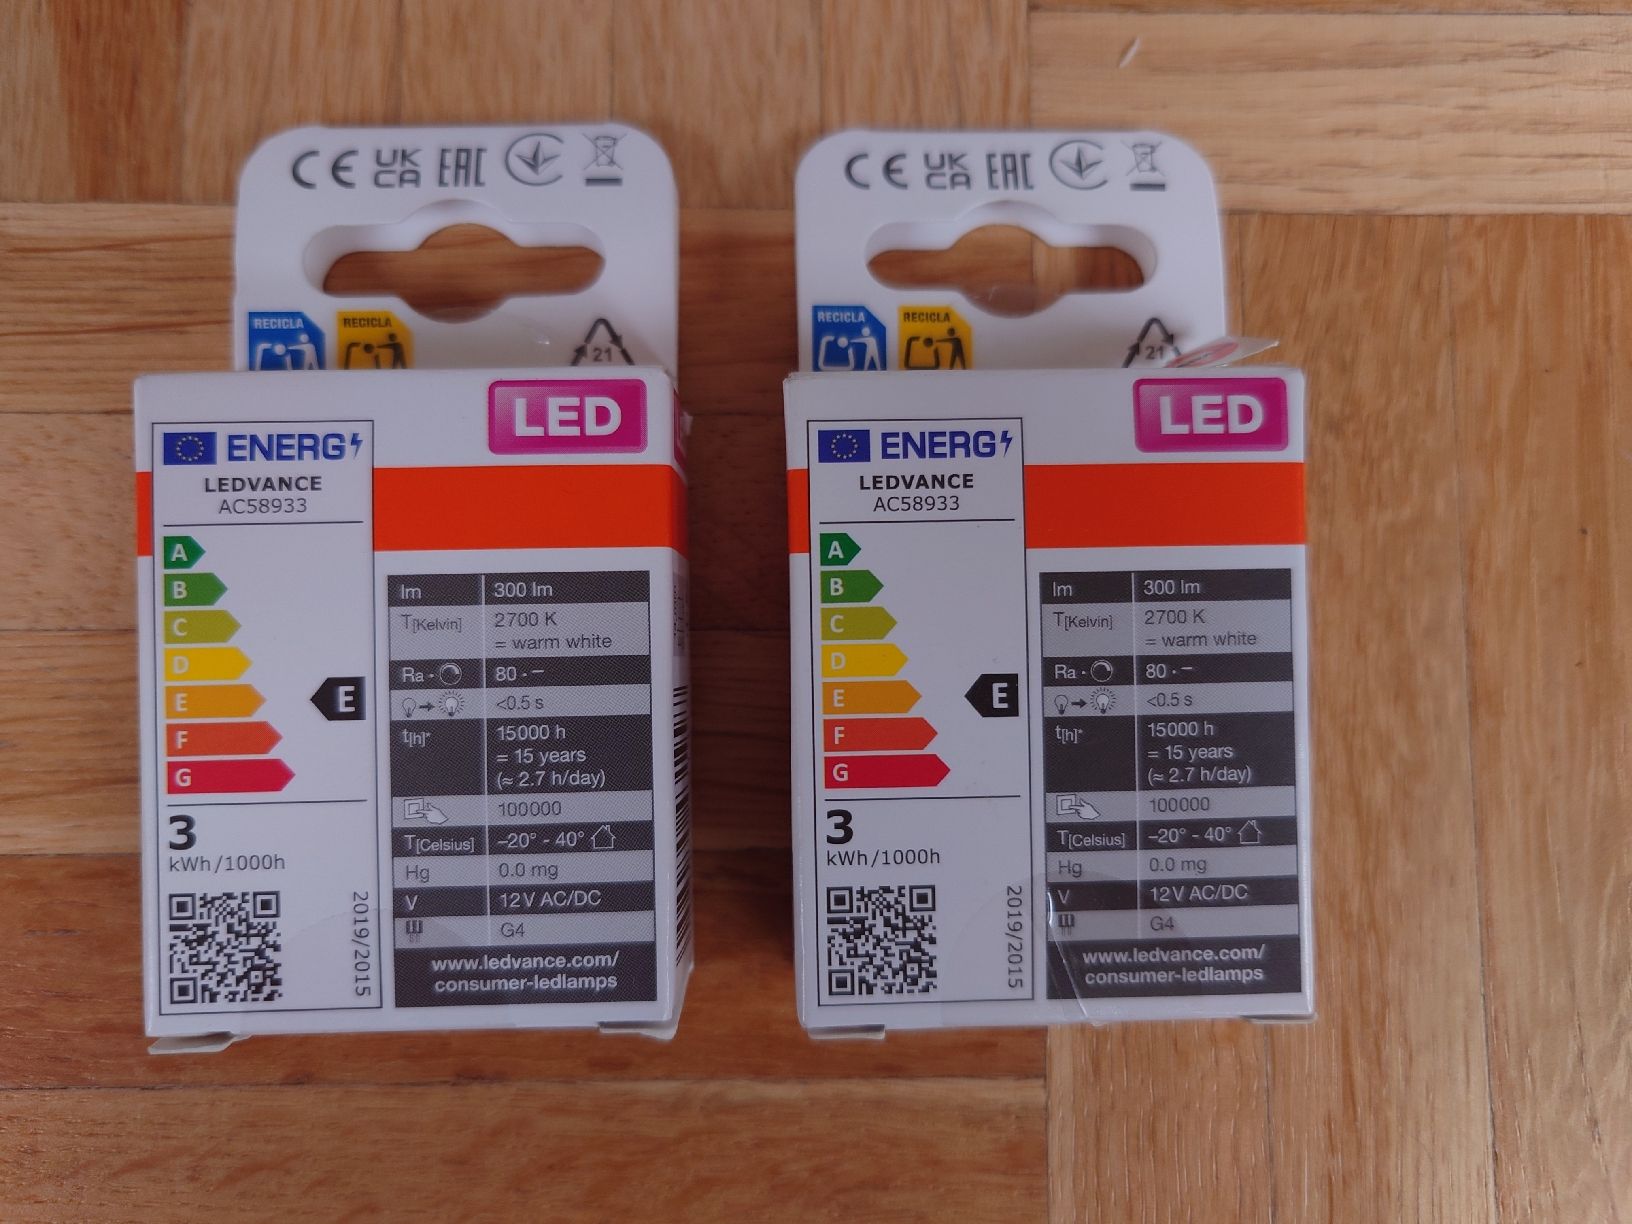 CE UK CA EAC
RECICLA RECICLA
21
LED
ENERG
LEDVANCE
AC58933
A
B
C
D
E
F
G
E
3
kWh/1000h
2019/2015
lm 300 lm
T[Kelvin] 2700 K
= warm white
Ra · 80 · –
<0.5 s
t[h]* 15000 h
= 15 years
(≈ 2.7 h/day)
100000
T[Celsius] –20° - 40°
Hg 0.0 mg
V 12V AC/DC
G4
www.ledvance.com/
consumer-ledlamps
CE UK CA EAC
RECICLA RECICLA
21
LED
ENERG
LEDVANCE
AC58933
A
B
C
D
E
F
G
E
3
kWh/1000h
2019/2015
lm 300 lm
T[Kelvin] 2700 K
= warm white
Ra · 80 · –
<0.5 s
t[h]* 15000 h
= 15 years
(≈ 2.7 h/day)
100000
T[Celsius] –20° - 40°
Hg 0.0 mg
V 12V AC/DC
G4
www.ledvance.com/
consumer-ledlamps